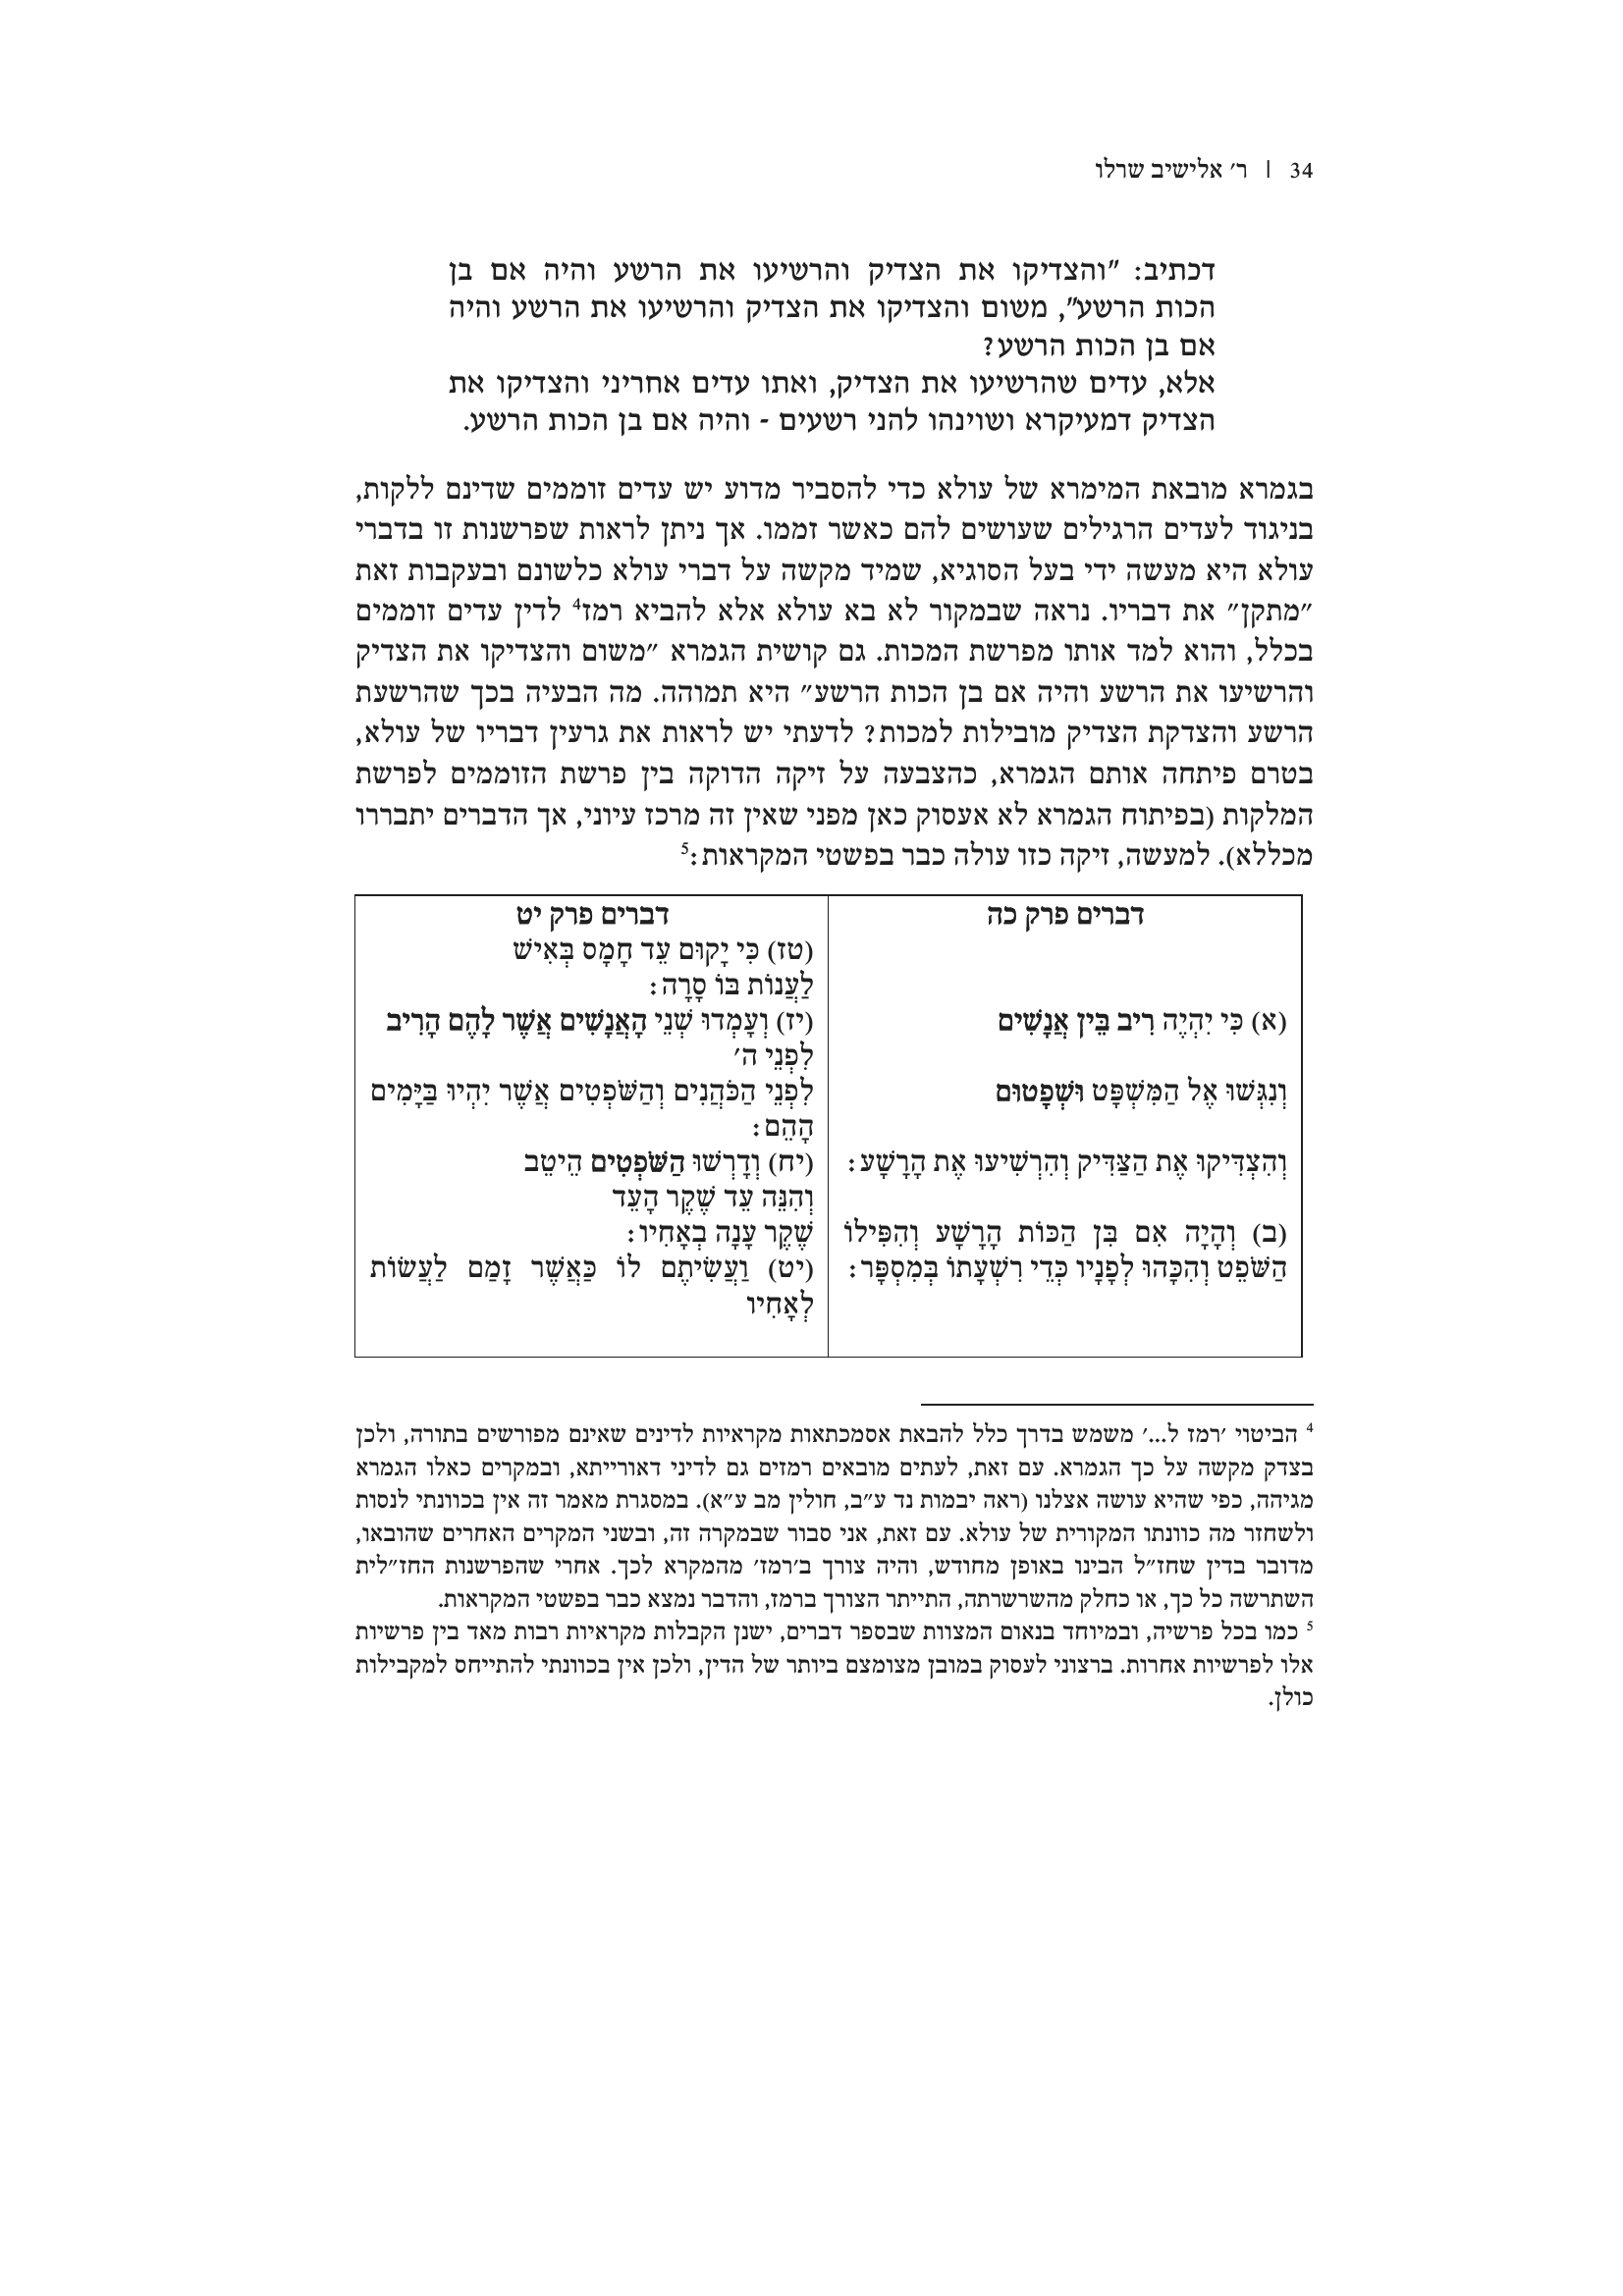 34 | ר׳ אלישיב שרלו
דכתיב: ״והצדיקו את הצדיק והרשיעו את הרשע והיה אם בן
הכות הרשע״, משום והצדיקו את הצדיק והרשיעו את הרשע והיה
אם בן הכות הרשע?
אלא, עדים שהרשיעו את הצדיק, ואתו עדים אחריני והצדיקו את
הצדיק דמעיקרא ושוינהו להני רשעים - והיה אם בן הכות הרשע.
בגמרא מובאת המימרא של עולא כדי להסביר מדוע יש עדים זוממים שדינם ללקות,
בניגוד לעדים הרגילים שעושים להם כאשר זממו. אך ניתן לראות שפרשנות זו בדברי
עולא היא מעשה ידי בעל הסוגיא, שמיד מקשה על דברי עולא כלשונם ובעקבות זאת
״מתקן״ את דבריו. נראה שבמקור לא בא עולא אלא להביא רמז⁴ לדין עדים זוממים
בכלל, והוא למד אותו מפרשת המכות. גם קושית הגמרא ״משום והצדיקו את הצדיק
והרשיעו את הרשע והיה אם בן הכות הרשע״ היא תמוהה. מה הבעיה בכך שהרשעת
הרשע והצדקת הצדיק מובילות למכות? לדעתי יש לראות את גרעין דבריו של עולא,
בטרם פיתחה אותם הגמרא, כהצבעה על זיקה הדוקה בין פרשת הזוממים לפרשת
המלקות (בפיתוח הגמרא לא אעסוק כאן מפני שאין זה מרכז עיוני, אך הדברים יתבררו
מכללא). למעשה, זיקה כזו עולה כבר בפשטי המקראות:⁵
דברים פרק כה
(א) כִּי יִהְיֶה רִיב בֵּין אֲנָשִׁים
וְנִגְּשׁוּ אֶל הַמִּשְׁפָּט וּשְׁפָטוּם
וְהִצְדִּיקוּ אֶת הַצַּדִּיק וְהִרְשִׁיעוּ אֶת הָרָשָׁע:
(ב) וְהָיָה אִם בִּן הַכּוֹת הָרָשָׁע וְהִפִּילוֹ
הַשֹּׁפֵט וְהִכָּהוּ לְפָנָיו כְּדֵי רִשְׁעָתוֹ בְּמִסְפָּר:
דברים פרק יט
(טז) כִּי יָקוּם עֵד חָמָס בְּאִישׁ
לַעֲנוֹת בּוֹ סָרָה:
(יז) וְעָמְדוּ שְׁנֵי הָאֲנָשִׁים אֲשֶׁר לָהֶם הָרִיב
לִפְנֵי ה׳
לִפְנֵי הַכֹּהֲנִים וְהַשֹּׁפְטִים אֲשֶׁר יִהְיוּ בַּיָּמִים
הָהֵם:
(יח) וְדָרְשׁוּ הַשֹּׁפְטִים הֵיטֵב
וְהִנֵּה עֵד שֶׁקֶר הָעֵד
שֶׁקֶר עָנָה בְאָחִיו:
(יט) וַעֲשִׂיתֶם לוֹ כַּאֲשֶׁר זָמַם לַעֲשׂוֹת
לְאָחִיו
⁴ הביטוי ׳רמז ל...׳ משמש בדרך כלל להבאת אסמכתאות מקראיות לדינים שאינם מפורשים בתורה, ולכן
בצדק מקשה על כך הגמרא. עם זאת, לעתים מובאים רמזים גם לדיני דאורייתא, ובמקרים כאלו הגמרא
מגיהה, כפי שהיא עושה אצלנו (ראה יבמות נד ע״ב, חולין מב ע״א). במסגרת מאמר זה אין בכוונתי לנסות
ולשחזר מה כוונתו המקורית של עולא. עם זאת, אני סבור שבמקרה זה, ובשני המקרים האחרים שהובאו,
מדובר בדין שחז״ל הבינו באופן מחודש, והיה צורך ב׳רמז׳ מהמקרא לכך. אחרי שהפרשנות החז״לית
השתרשה כל כך, או כחלק מהשרשרתה, התייתר הצורך ברמז, והדבר נמצא כבר בפשטי המקראות.
⁵ כמו בכל פרשיה, ובמיוחד בנאום המצוות שבספר דברים, ישנן הקבלות מקראיות רבות מאד בין פרשיות
אלו לפרשיות אחרות. ברצוני לעסוק במובן מצומצם ביותר של הדין, ולכן אין בכוונתי להתייחס למקבילות
כולן.